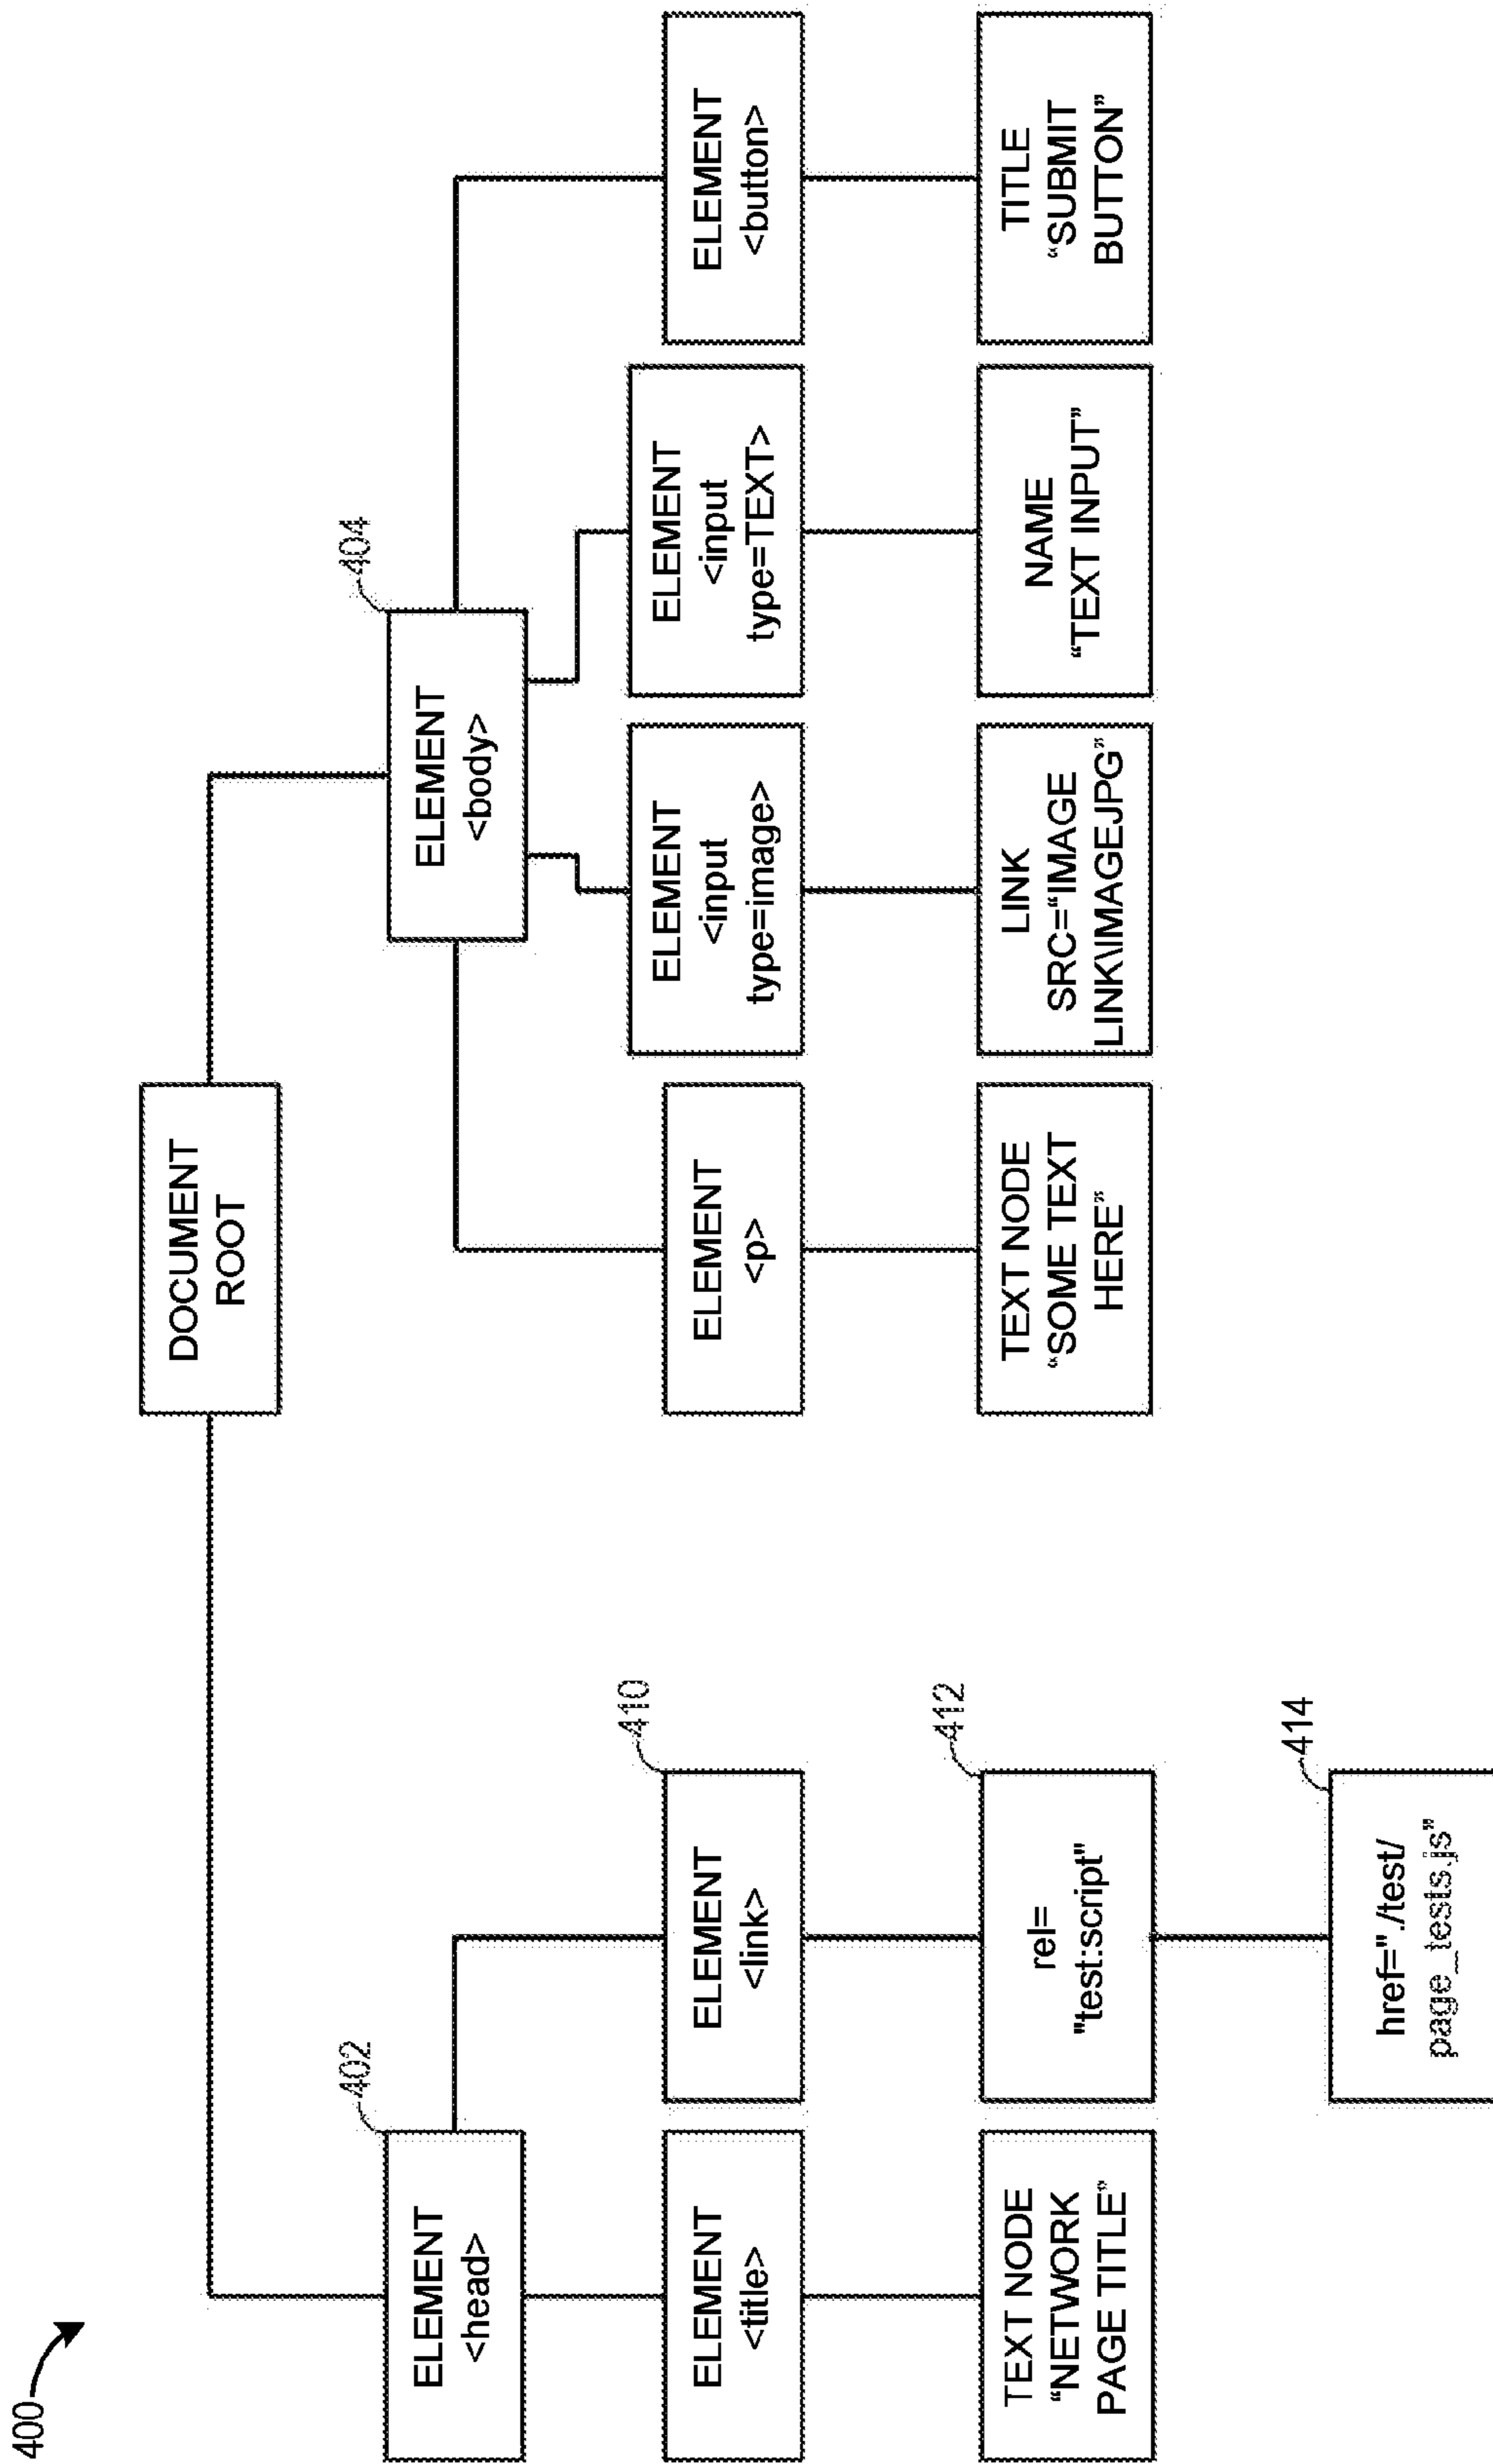 400
DOCUMENT
ROOT
402
ELEMENT
<head>
404
ELEMENT
<body>
ELEMENT
<title>
410
ELEMENT
<link>
ELEMENT
<p>
ELEMENT
<input
type=image>
ELEMENT
<input
type=TEXT>
ELEMENT
<button>
TEXT NODE
“NETWORK
PAGE TITLE”
412
rel=
"test:script"
TEXT NODE
“SOME TEXT
HERE”
LINK
SRC=“IMAGE
LINK\IMAGEJPG”
NAME
“TEXT INPUT”
TITLE
“SUBMIT
BUTTON”
414
href="./test/
page_tests.js”